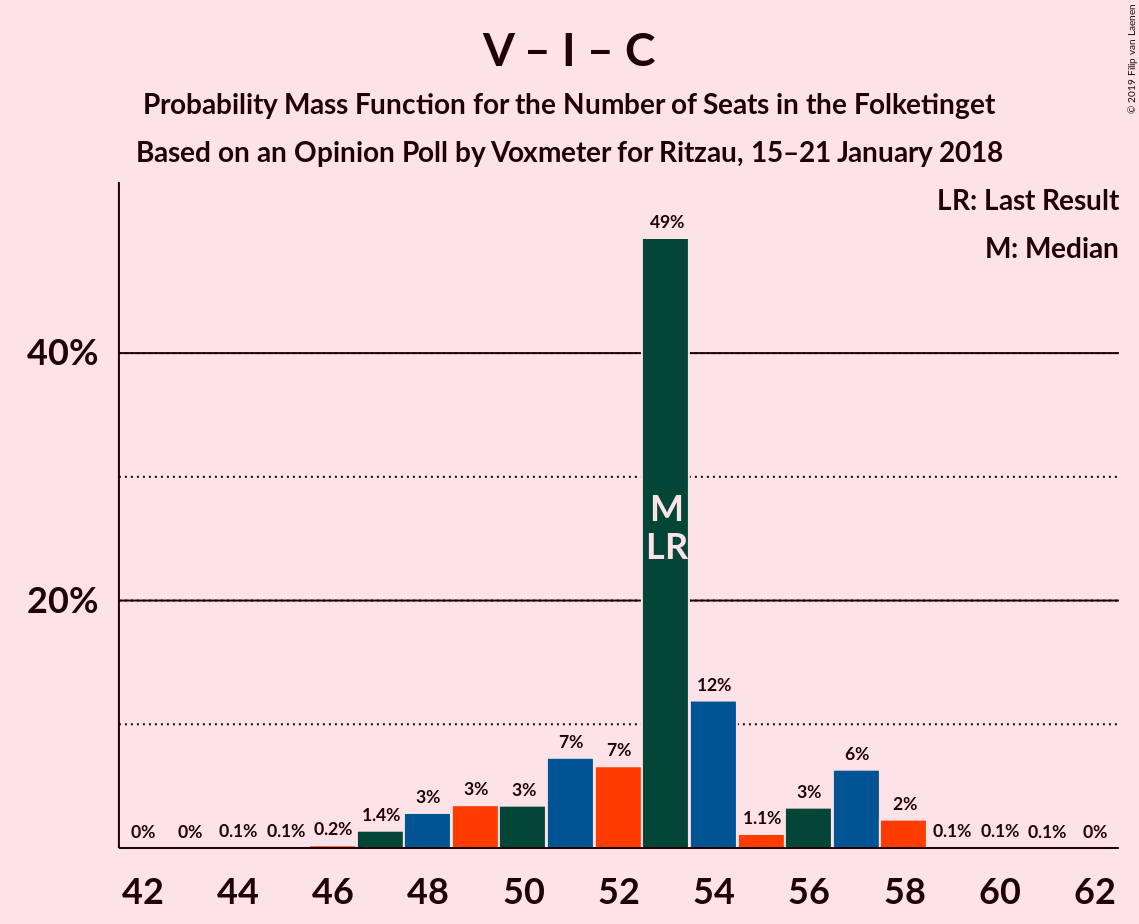 V – I – C
Probability Mass Function for the Number of Seats in the Folketinget
Based on an Opinion Poll by Voxmeter for Ritzau, 15–21 January 2018
© 2019 Filip van Laenen
LR: Last Result
M: Median
40%
20%
0% 0% 0.1% 0.1% 0.2% 1.4% 3% 3% 3% 7% 7% 49% 12% 1.1% 3% 6% 2% 0.1% 0.1% 0.1% 0%
M
LR
42 44 46 48 50 52 54 56 58 60 62